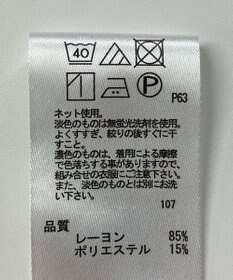 40
P
P63
ネット使用。
淡色のものは無蛍光洗剤を使用。
よくすすぎ、絞りの後すぐに干
すこと。
濃色のものは、着用による摩擦
で色落ちする事がありますので、
組み合せの衣服にご注意下さい。
また、淡色のものとは別にお洗
い下さい。
107
品質
レーヨン 85%
ポリエステル 15%